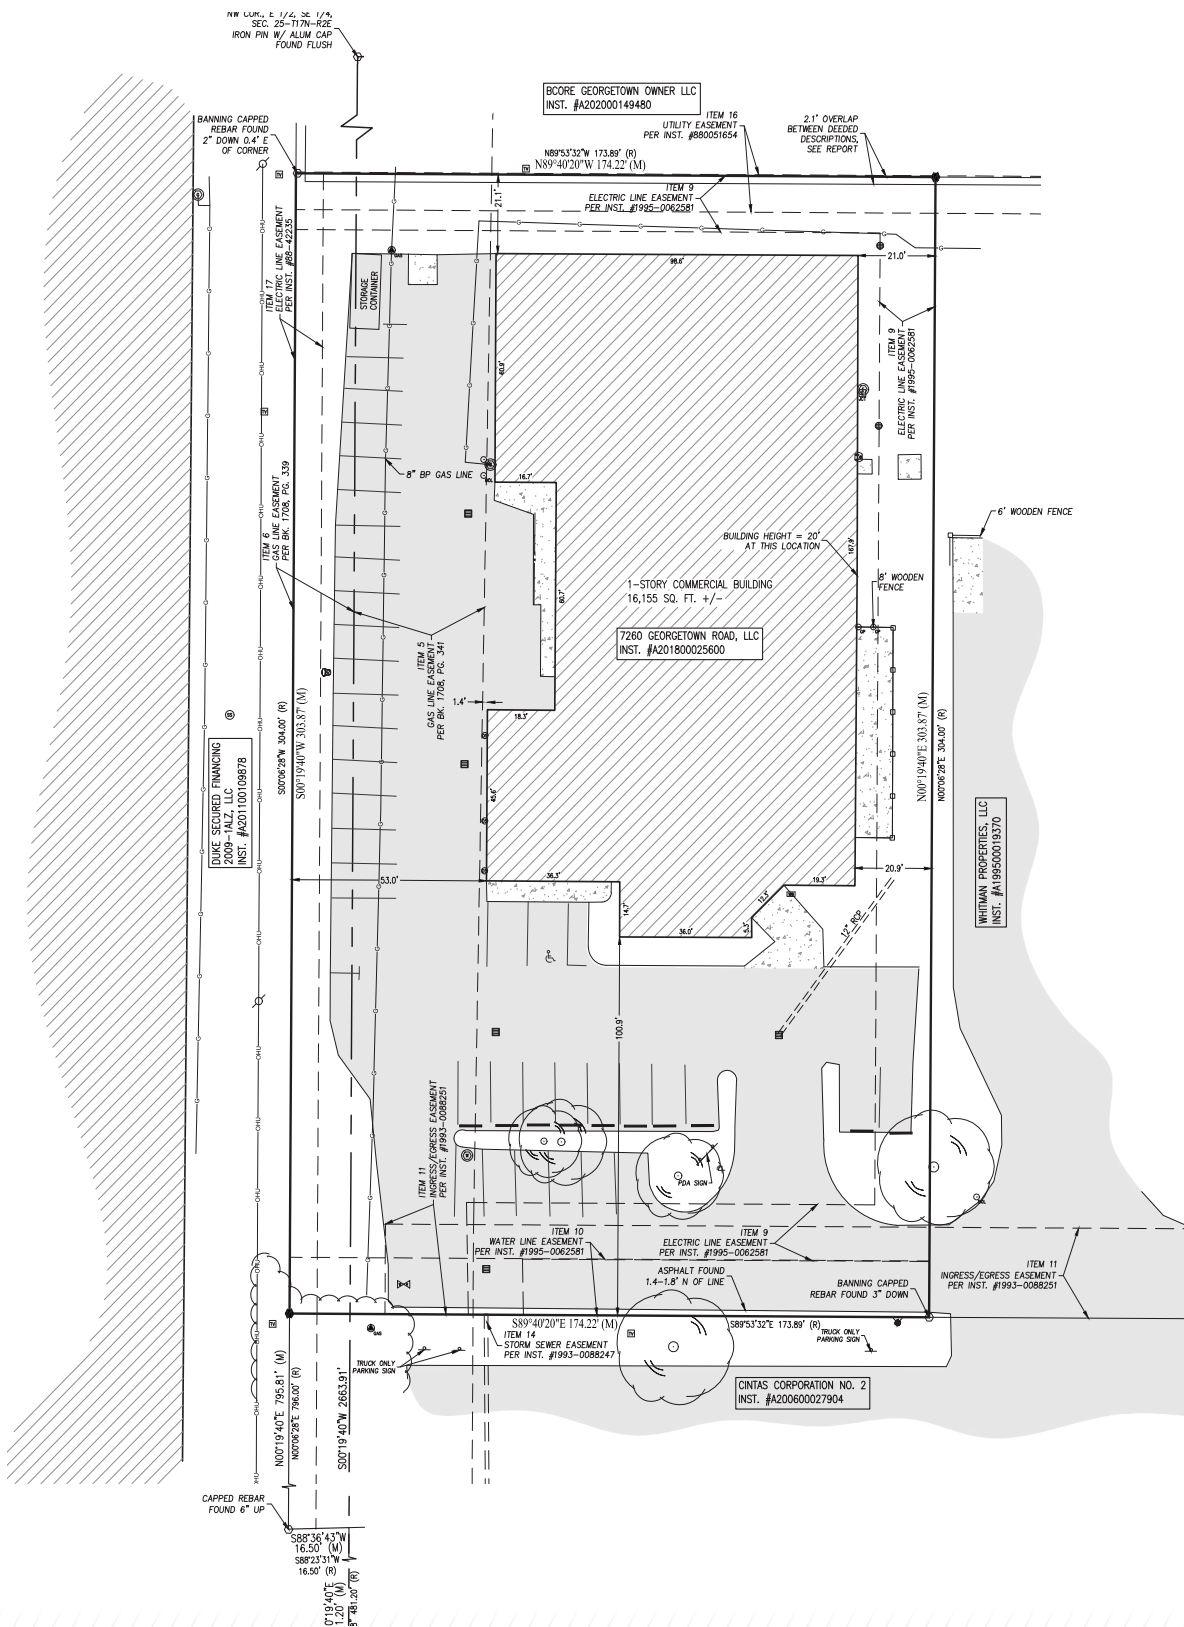 NW COR., E 1/2, SE 1/4,
SEC. 25-T17N-R2E
IRON PIN W/ ALUM CAP
FOUND FLUSH
BCORE GEORGETOWN OWNER LLC
INST. #A202000149480
BANNING CAPPED
REBAR FOUND
2" DOWN 0.4' E
OF CORNER
ITEM 16
UTILITY EASEMENT
PER INST. #880051654
2.1' OVERLAP
BETWEEN DEEDED
DESCRIPTIONS,
SEE REPORT
N89°53'32"W 173.89' (R)
N89°40'20"W 174.22' (M)
ITEM 9
ELECTRIC LINE EASEMENT
PER INST. #1995-0062581
21.1'
98.6'
21.0'
ITEM 17
ELECTRIC LINE EASEMENT
PER INST. #88-42235
STORAGE
CONTAINER
GAS
60.9'
ITEM 9
ELECTRIC LINE EASEMENT
PER INST. #1995-0062581
8" BP GAS LINE
16.7'
ITEM 6
GAS LINE EASEMENT
PER BK. 1708, PG. 339
6' WOODEN FENCE
BUILDING HEIGHT = 20'
AT THIS LOCATION
167.9'
8' WOODEN
FENCE
1-STORY COMMERCIAL BUILDING
16,155 SQ. FT. +/-
60.7'
7260 GEORGETOWN ROAD, LLC
INST. #A201800025600
ITEM 5
GAS LINE EASEMENT
PER BK. 1708, PG. 341
1.4'
18.3'
S00°06'28"W 304.00' (R)
S00°19'40"W 303.87' (M)
N00°19'40"E 303.87' (M)
N00°06'28"E 304.00' (R)
DUKE SECURED FINANCING
2009-1ALZ, LLC
INST. #A201100109878
45.6'
WHITMAN PROPERTIES, LLC
INST. #A199500019370
53.0'
36.3'
20.9'
19.3'
12.3'
14.7'
5.3'
36.0'
12" RCP
100.9'
ITEM 11
INGRESS/EGRESS EASEMENT
PER INST. #1993-0088251
PDA SIGN
ITEM 10
WATER LINE EASEMENT
PER INST. #1995-0062581
ITEM 9
ELECTRIC LINE EASEMENT
PER INST. #1995-0062581
ITEM 11
INGRESS/EGRESS EASEMENT
PER INST. #1993-0088251
ASPHALT FOUND
1.4-1.8' N OF LINE
BANNING CAPPED
REBAR FOUND 3" DOWN
S89°40'20"E 174.22' (M)
S89°53'32"E 173.89' (R)
GAS
ITEM 14
STORM SEWER EASEMENT
PER INST. #1993-0088247
TRUCK ONLY
PARKING SIGN
TRUCK ONLY
PARKING SIGN
CINTAS CORPORATION NO. 2
INST. #A200600027904
N00°19'40"E 795.81' (M)
N00°06'28"E 796.00' (R)
S00°19'40"W 2663.91'
CAPPED REBAR
FOUND 6" UP
S88°36'43"W
16.50' (M)
S88°23'31"W
16.50' (R)
0°19'40"E
1.20' (M)
8" 481.20' (R)